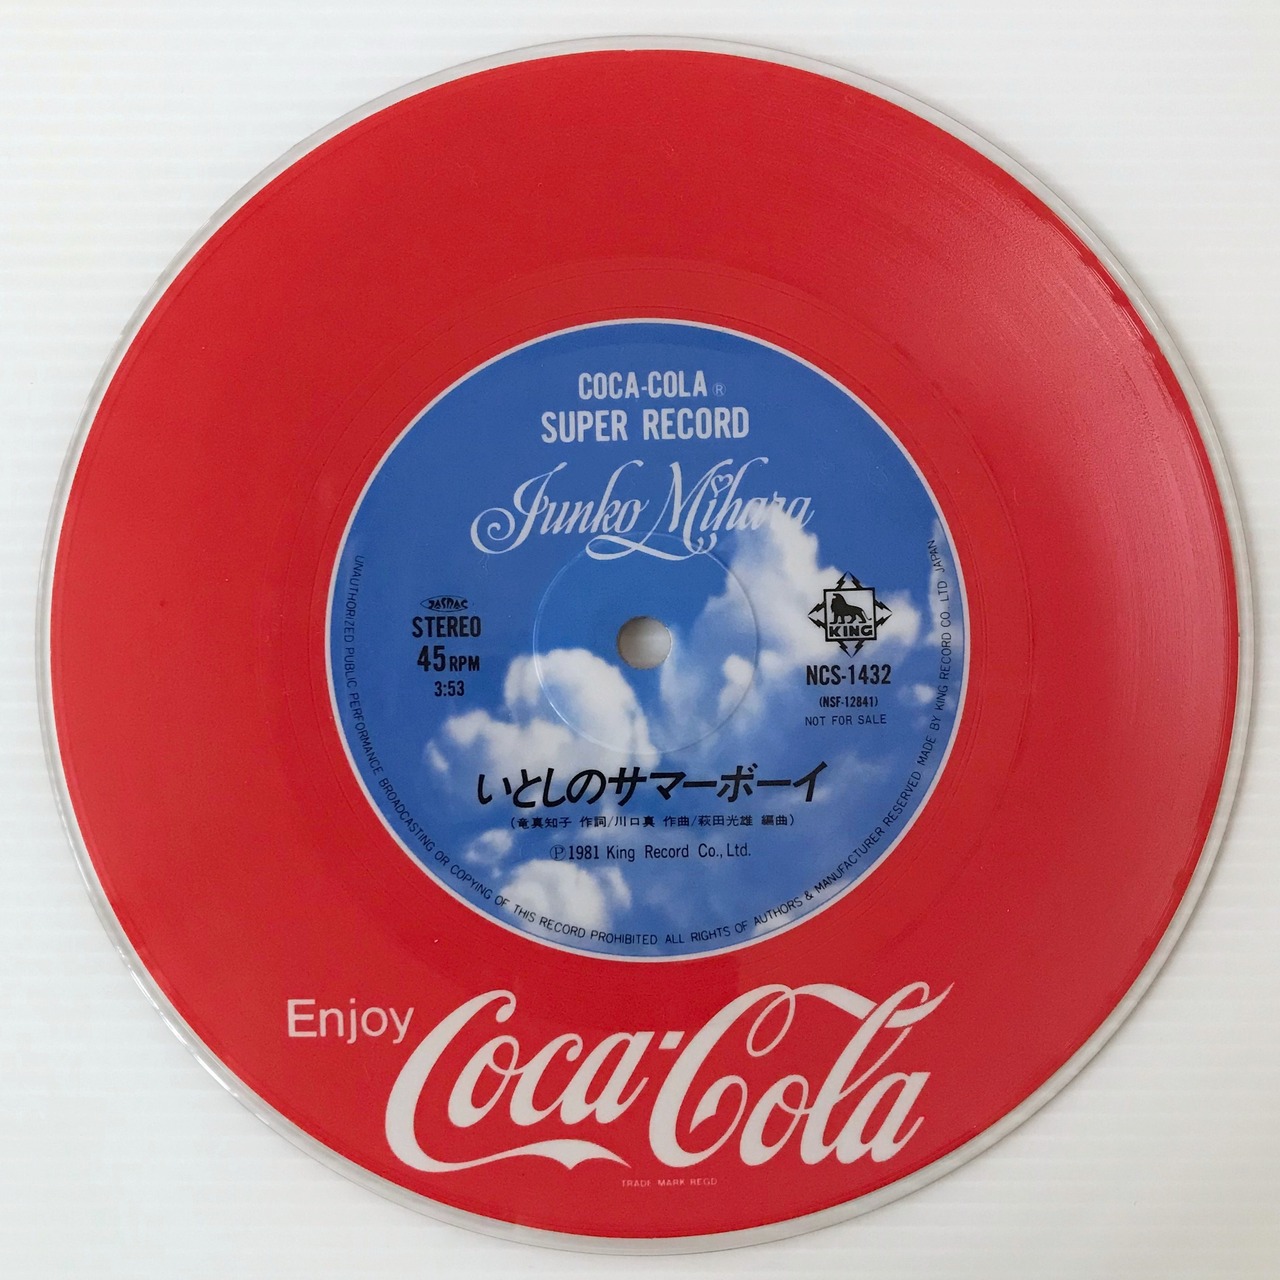 COCA-COLA®
SUPER RECORD
Junko Mihara
JASRAC
STEREO
45 RPM
3:53
KING
NCS-1432
(NSF-12841)
NOT FOR SALE
いとしのサマーボーイ
(竜真知子 作詞/川口真 作曲/萩田光雄 編曲)
Ⓟ1981 King Record Co., Ltd.
UNAUTHORIZED PUBLIC PERFORMANCE BROADCASTING OR COPYING OF THIS RECORD PROHIBITED ALL RIGHTS OF AUTHORS & MANUFACTURER RESERVED MADE BY KING RECORD CO. LTD JAPAN
Enjoy
Coca-Cola
TRADE MARK REGD